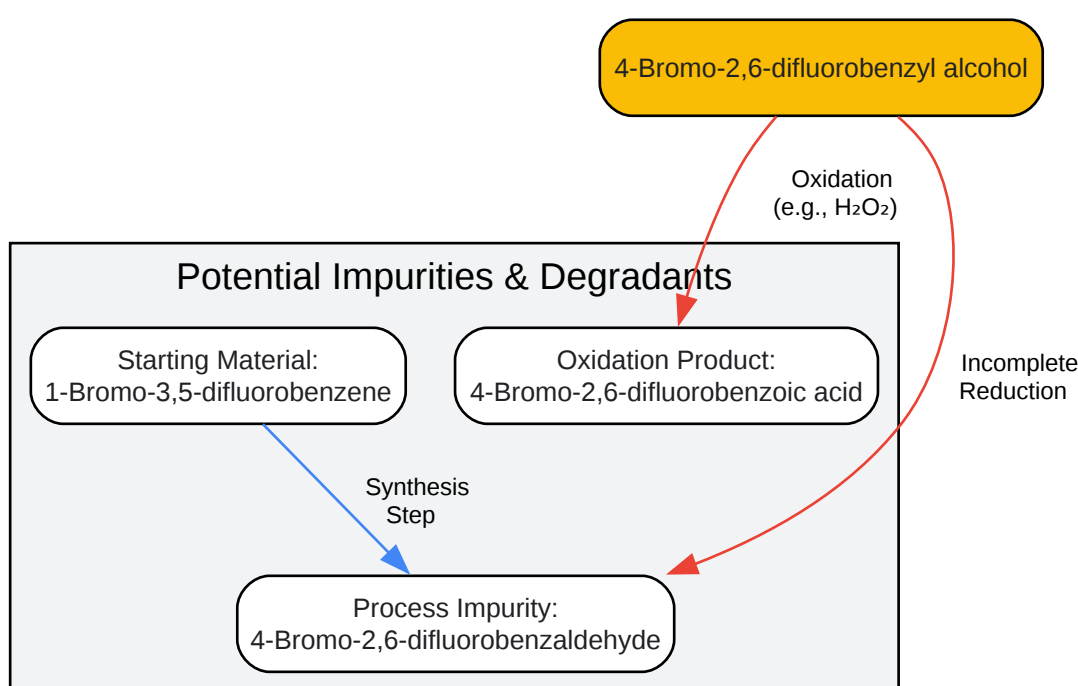 4-Bromo-2,6-difluorobenzyl alcohol
Oxidation
(e.g., H₂O₂)
Potential Impurities & Degradants
Starting Material:
1-Bromo-3,5-difluorobenzene
Oxidation Product:
4-Bromo-2,6-difluorobenzoic acid
Incomplete
Reduction
Synthesis
Step
Process Impurity:
4-Bromo-2,6-difluorobenzaldehyde